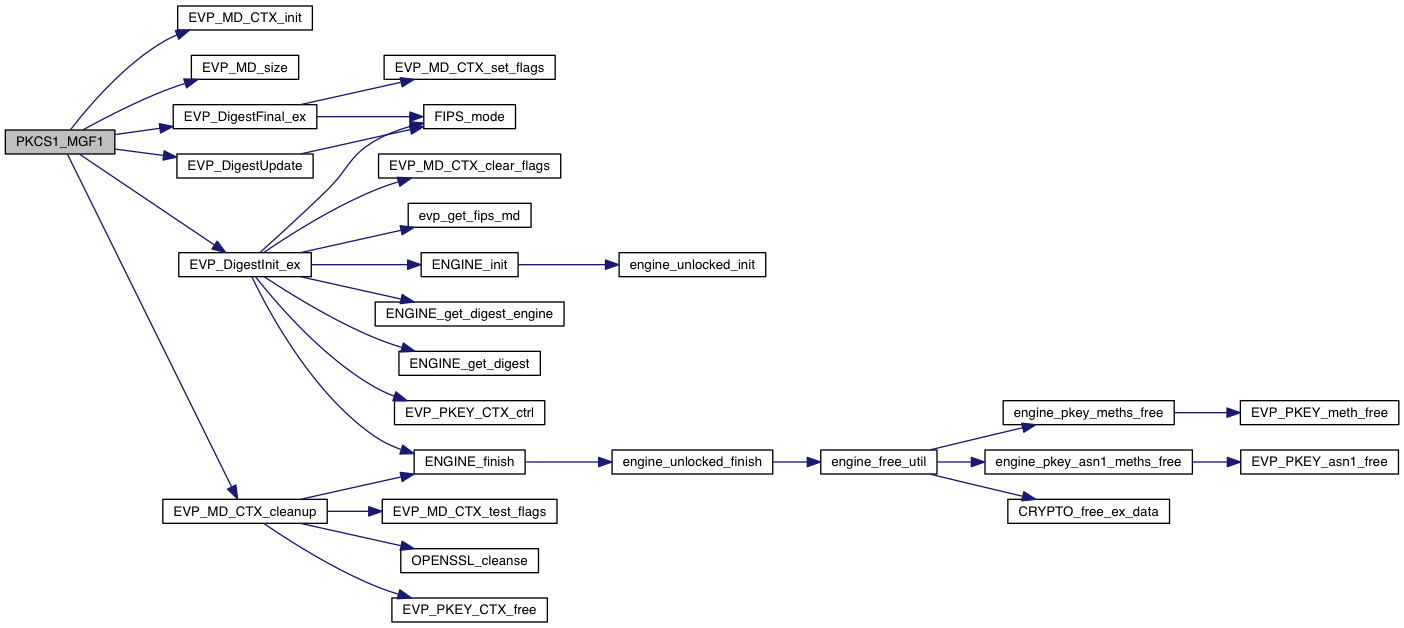 EVP_MD_CTX_init
EVP_MD_size
EVP_MD_CTX_set_flags
EVP_DigestFinal_ex
FIPS_mode
PKCS1_MGF1
EVP_DigestUpdate
EVP_MD_CTX_clear_flags
evp_get_fips_md
EVP_DigestInit_ex
ENGINE_init
engine_unlocked_init
ENGINE_get_digest_engine
ENGINE_get_digest
EVP_PKEY_CTX_ctrl
engine_pkey_meths_free
EVP_PKEY_meth_free
ENGINE_finish
engine_unlocked_finish
engine_free_util
engine_pkey_asn1_meths_free
EVP_PKEY_asn1_free
EVP_MD_CTX_cleanup
EVP_MD_CTX_test_flags
CRYPTO_free_ex_data
OPENSSL_cleanse
EVP_PKEY_CTX_free